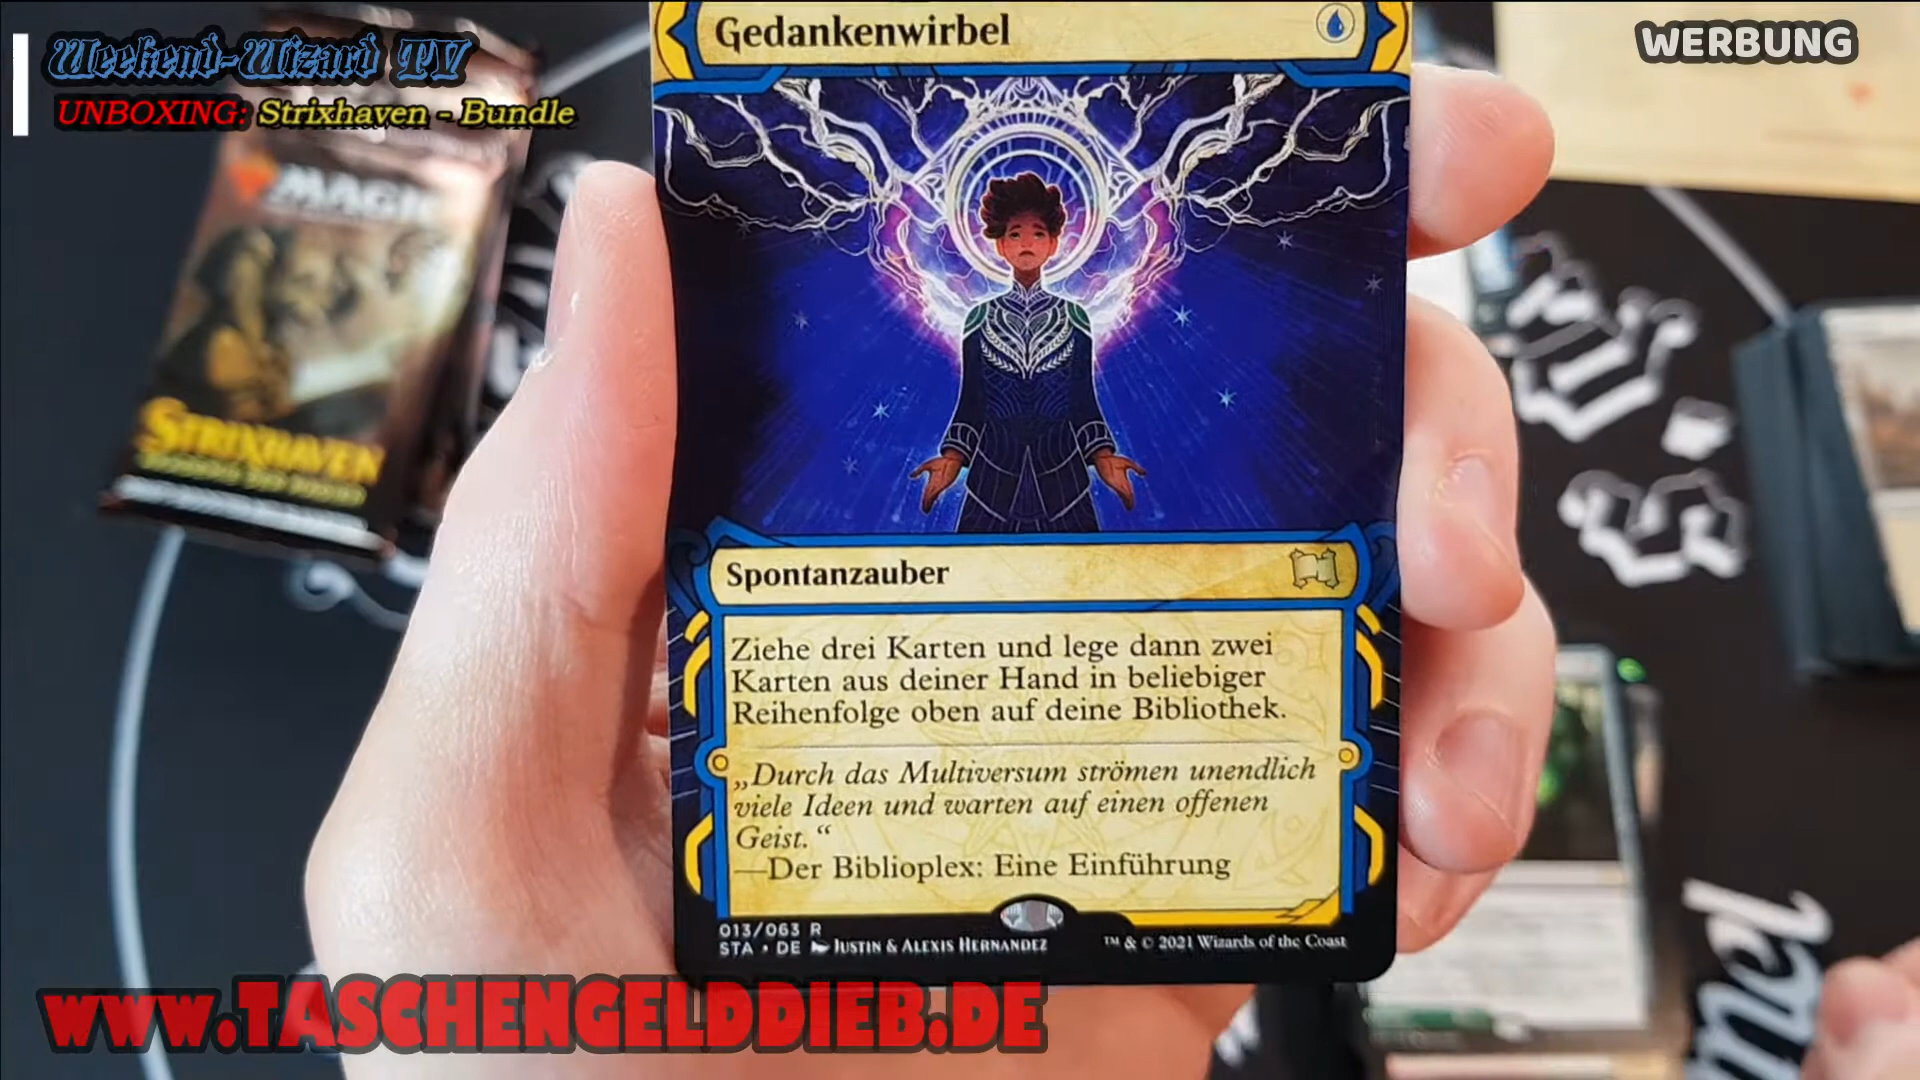 Weekend-Wizard TV
UNBOXING: Strixhaven - Bundle
WERBUNG
Gedankenwirbel
MAGIC
STRIXHAVEN
Spontanzauber
Ziehe drei Karten und lege dann zwei
Karten aus deiner Hand in beliebiger
Reihenfolge oben auf deine Bibliothek.
„Durch das Multiversum strömen unendlich
viele Ideen und warten auf einen offenen
Geist.“
—Der Biblioplex: Eine Einführung
013/063 R
STA • DE JUSTIN & ALEXIS HERNANDEZ
™ & © 2021 Wizards of the Coast
www.TASCHENGELDDIEB.DE